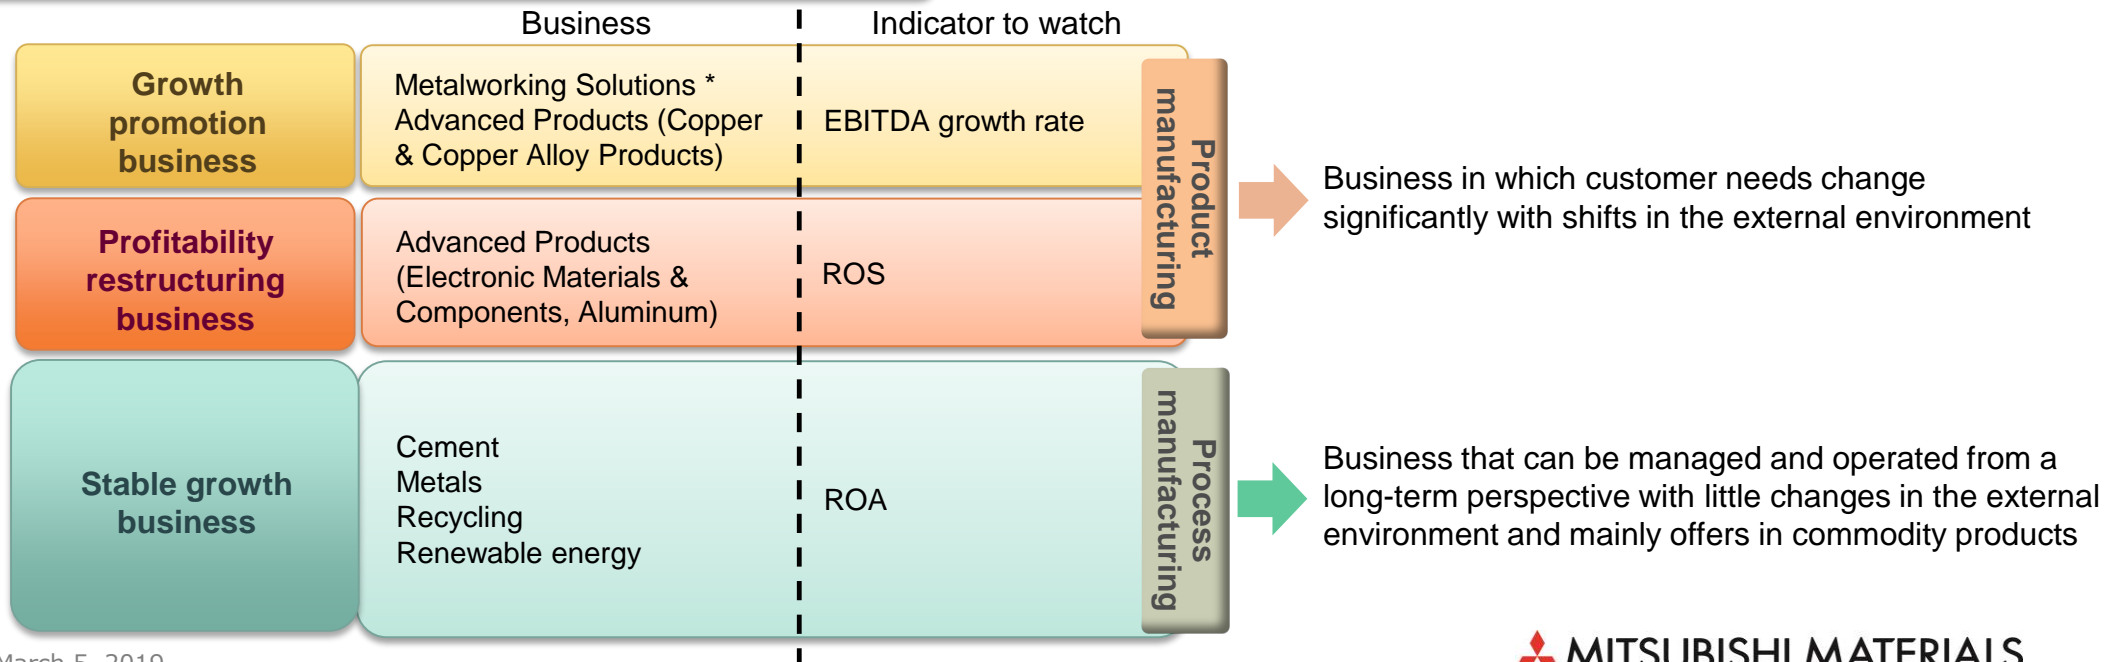 Business
Indicator to watch
Growth
promotion
business
Metalworking Solutions *
Advanced Products (Copper
& Copper Alloy Products)
EBITDA growth rate
Profitability
restructuring
business
Advanced Products
(Electronic Materials &
Components, Aluminum)
ROS
Product
manufacturing
Business in which customer needs change
significantly with shifts in the external environment
Stable growth
business
Cement
Metals
Recycling
Renewable energy
ROA
Process
manufacturing
Business that can be managed and operated from a
long-term perspective with little changes in the external
environment and mainly offers in commodity products
March 5, 2019
MITSUBISHI MATERIALS